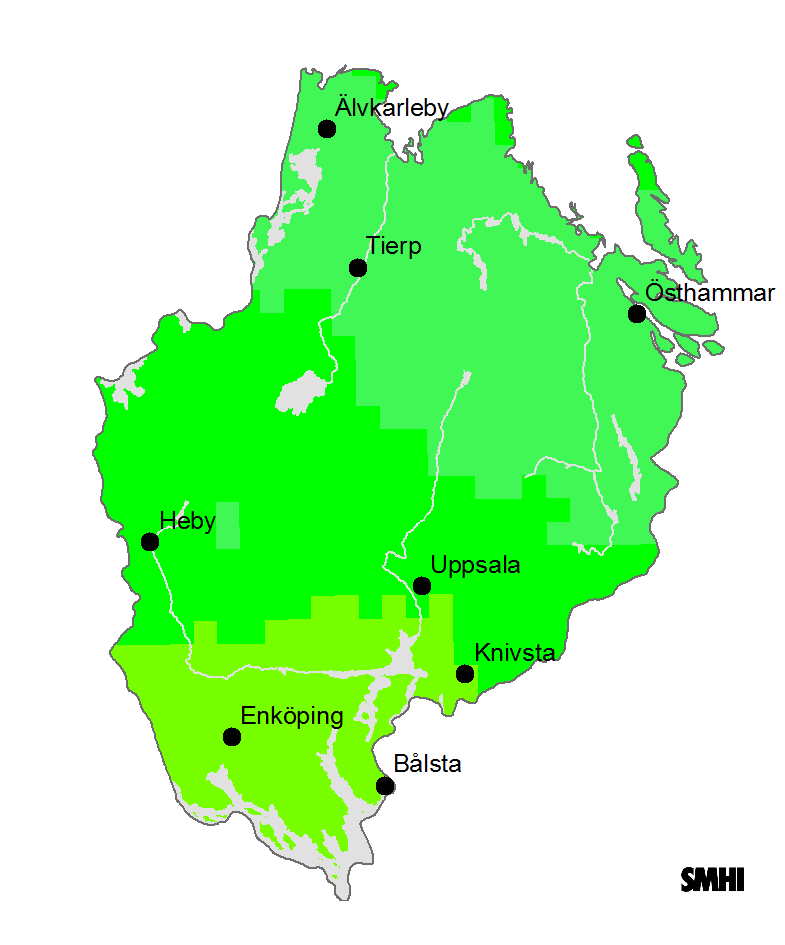 Älvkarleby
Tierp
Östhammar
Heby
Uppsala
Knivsta
Enköping
Bålsta
SMHI